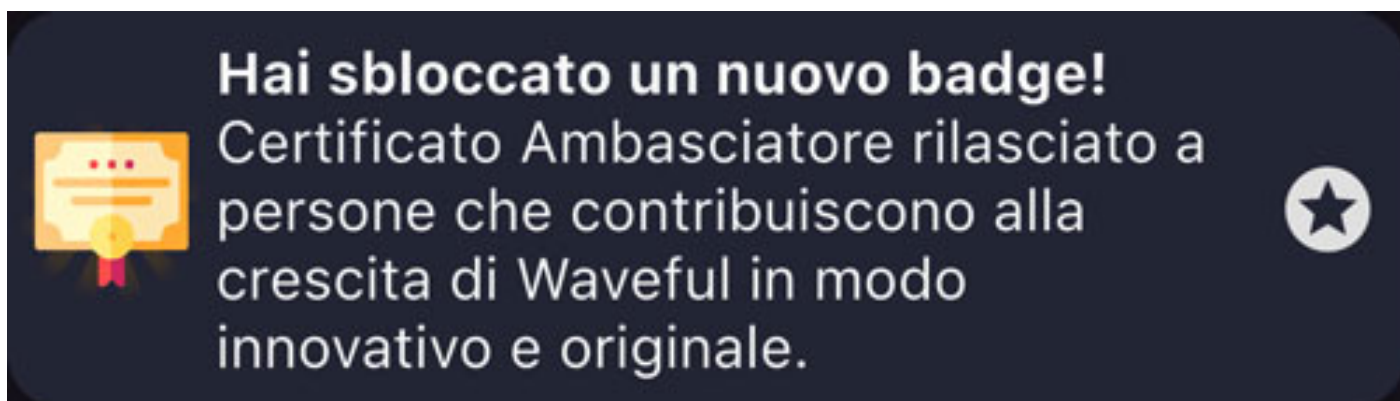 Hai sbloccato un nuovo badge!
Certificato Ambasciatore rilasciato a
persone che contribuiscono alla
crescita di Waveful in modo
innovativo e originale.